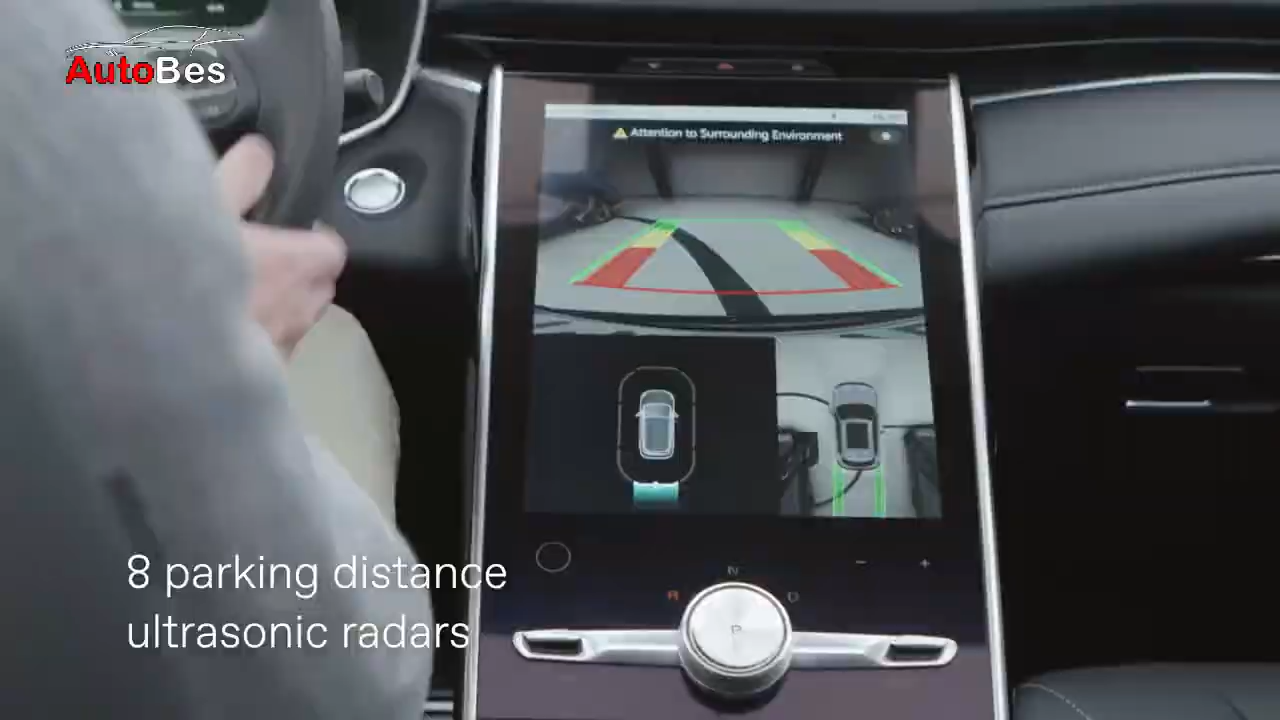 AutoBes
Attention to Surrounding Environment
8 parking distance
ultrasonic radars
N
R
D
P
- +